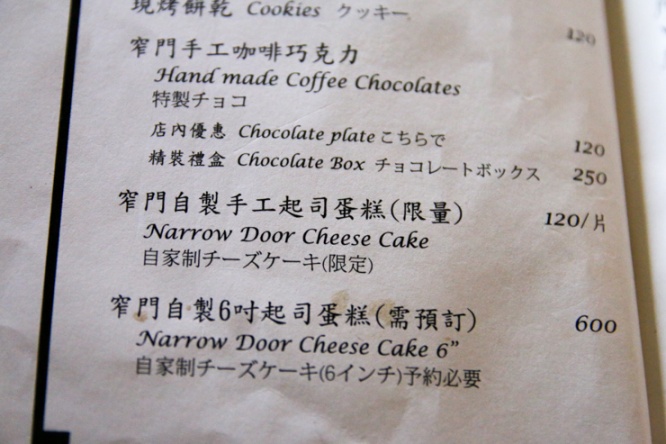 現烤餅乾 Cookies クッキー 120
窄門手工咖啡巧克力
Hand made Coffee Chocolates
特製チョコ
店內優惠 Chocolate plateこちらで 120
精裝禮盒 Chocolate Box チョコレートボックス 250
窄門自製手工起司蛋糕(限量) 120/片
Narrow Door Cheese Cake
自家制チーズケーキ(限定)
窄門自製6吋起司蛋糕(需預訂) 600
Narrow Door Cheese Cake 6”
自家制チーズケーキ(6インチ)予約必要